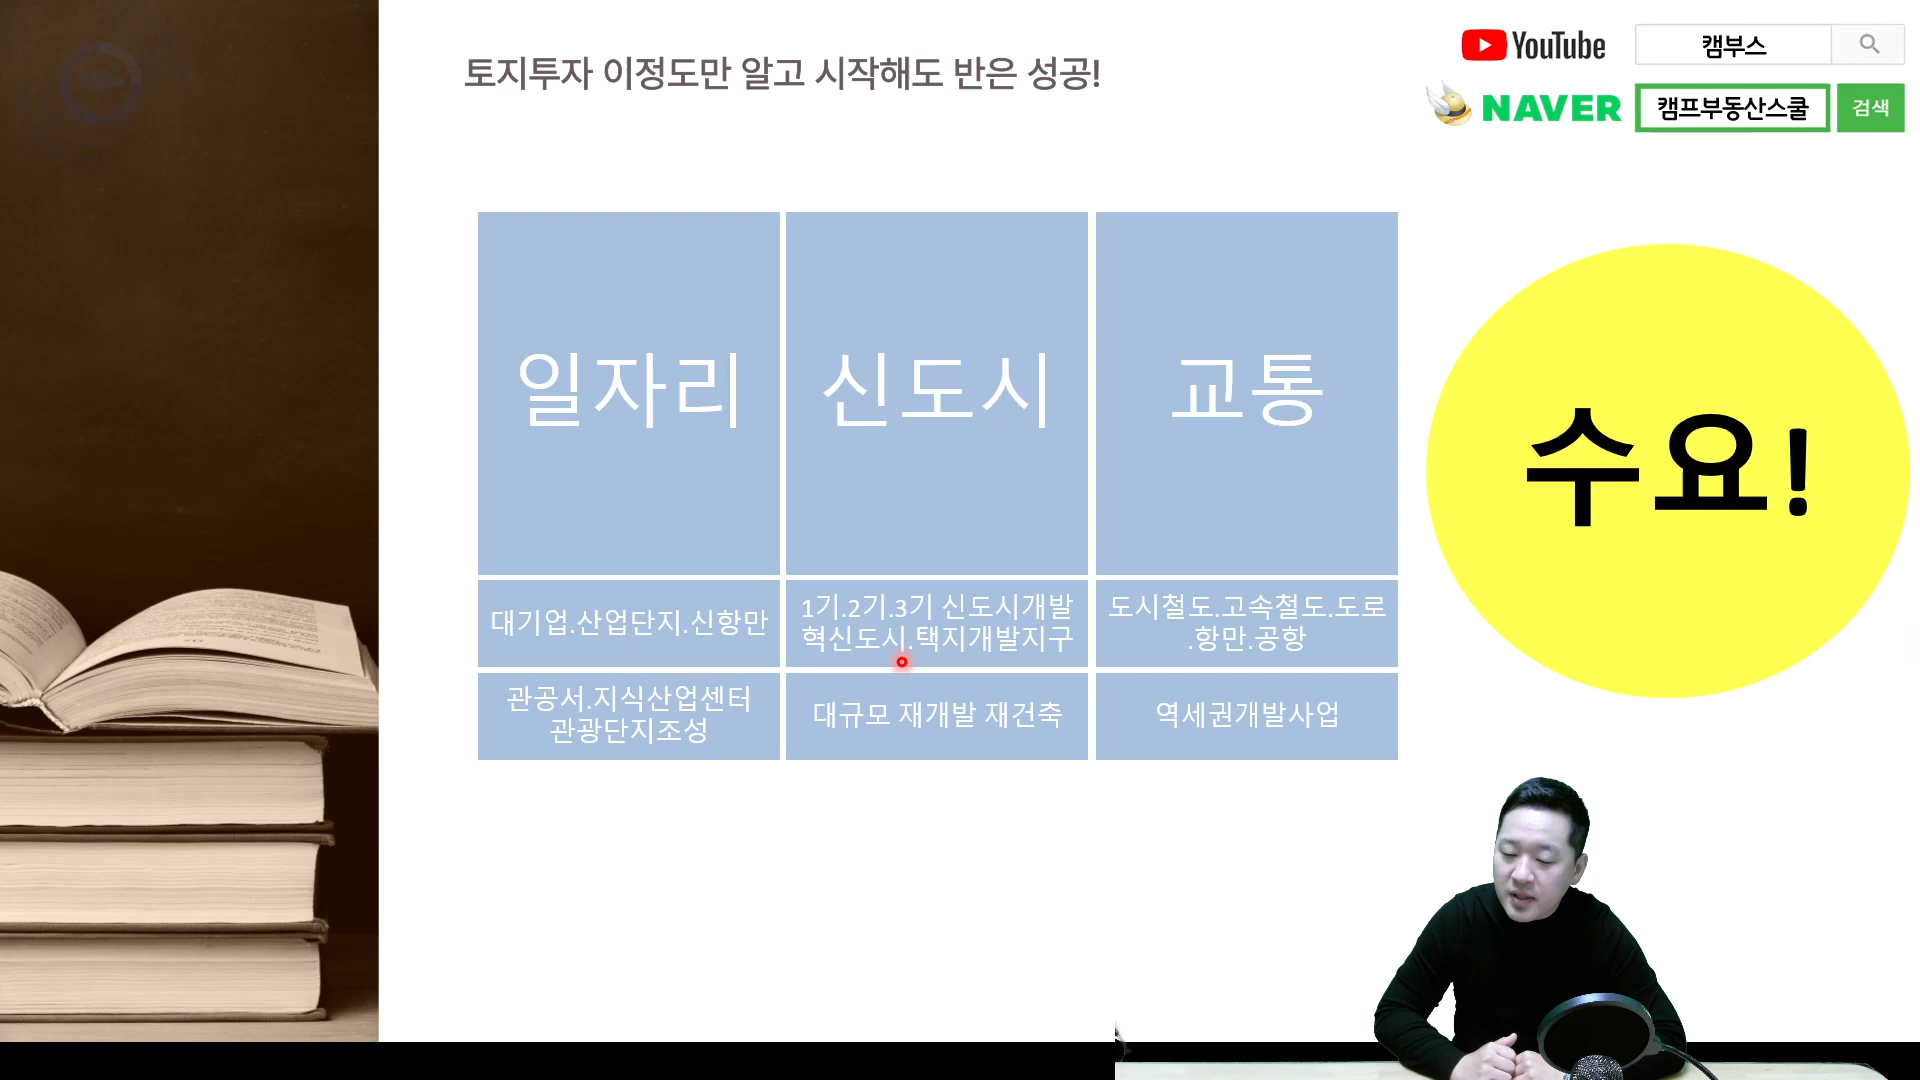 토지투자 이정도만 알고 시작해도 반은 성공!
YouTube
캠부스
NAVER
캠프부동산스쿨
검색
일자리
신도시
교통
수요!
대기업.산업단지.신항만
1기.2기.3기 신도시개발
혁신도시.택지개발지구
도시철도.고속철도.도로
.항만.공항
관공서.지식산업센터
관광단지조성
대규모 재개발 재건축
역세권개발사업